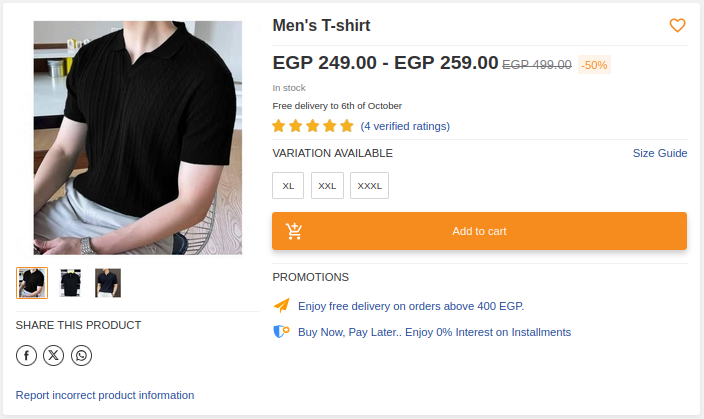 Men's T-shirt
EGP 249.00 - EGP 259.00 EGP 499.00 -50%
In stock
Free delivery to 6th of October
(4 verified ratings)
VARIATION AVAILABLE Size Guide
XL XXL XXXL
Add to cart
PROMOTIONS
Enjoy free delivery on orders above 400 EGP.
Buy Now, Pay Later.. Enjoy 0% Interest on Installments
SHARE THIS PRODUCT
Report incorrect product information